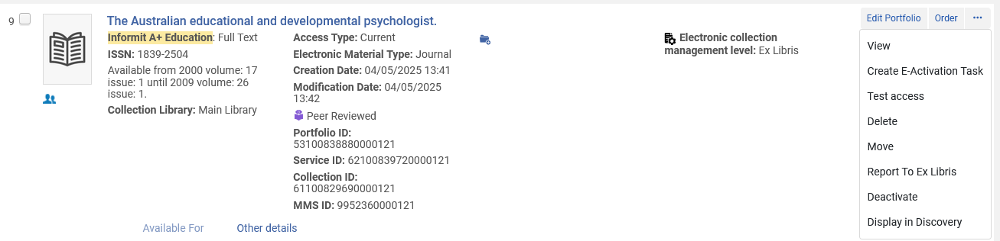 9
The Australian educational and developmental psychologist.
Informit A+ Education: Full Text
ISSN: 1839-2504
Available from 2000 volume: 17
issue: 1 until 2009 volume: 26
issue: 1.
Collection Library: Main Library
Access Type: Current
Electronic Material Type: Journal
Creation Date: 04/05/2025 13:41
Modification Date: 04/05/2025
13:42
Peer Reviewed
Portfolio ID:
53100838880000121
Service ID: 62100839720000121
Collection ID:
61100829690000121
MMS ID: 9952360000121
Electronic collection
management level: Ex Libris
Available For
Other details
Edit Portfolio
Order
View
Create E-Activation Task
Test access
Delete
Move
Report To Ex Libris
Deactivate
Display in Discovery